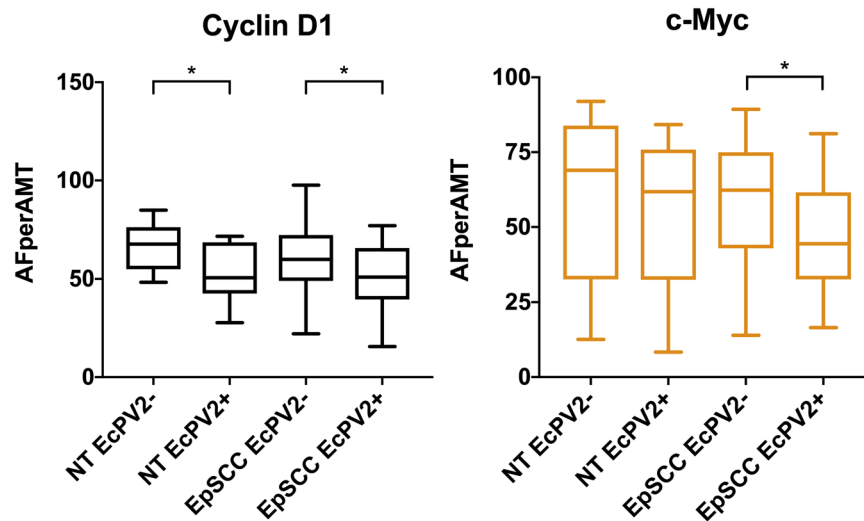 Cyclin D1
*
*
150
100
50
0
AFperAMT
NT EcPV2-
NT EcPV2+
EpSCC EcPV2-
EpSCC EcPV2+
c-Myc
*
100
75
50
25
0
AFperAMT
NT EcPV2-
NT EcPV2+
EpSCC EcPV2-
EpSCC EcPV2+